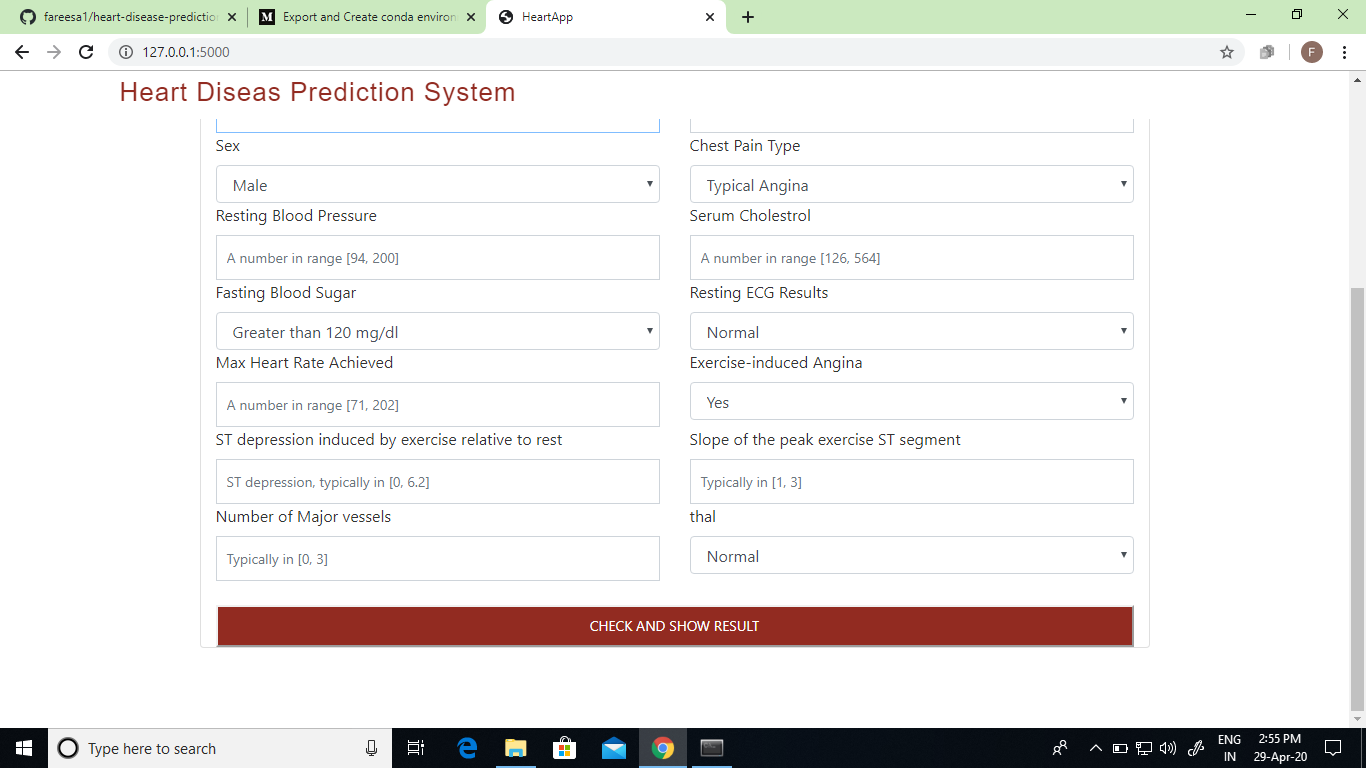 fareesa1/heart-disease-prediction
Export and Create conda environ
HeartApp
127.0.0.1:5000
F
Heart Diseas Prediction System
Sex
Chest Pain Type
Male
Typical Angina
Resting Blood Pressure
Serum Cholestrol
A number in range [94, 200]
A number in range [126, 564]
Fasting Blood Sugar
Resting ECG Results
Greater than 120 mg/dl
Normal
Max Heart Rate Achieved
Exercise-induced Angina
A number in range [71, 202]
Yes
ST depression induced by exercise relative to rest
Slope of the peak exercise ST segment
ST depression, typically in [0, 6.2]
Typically in [1, 3]
Number of Major vessels
thal
Typically in [0, 3]
Normal
CHECK AND SHOW RESULT
Type here to search
ENG
IN
2:55 PM
29-Apr-20